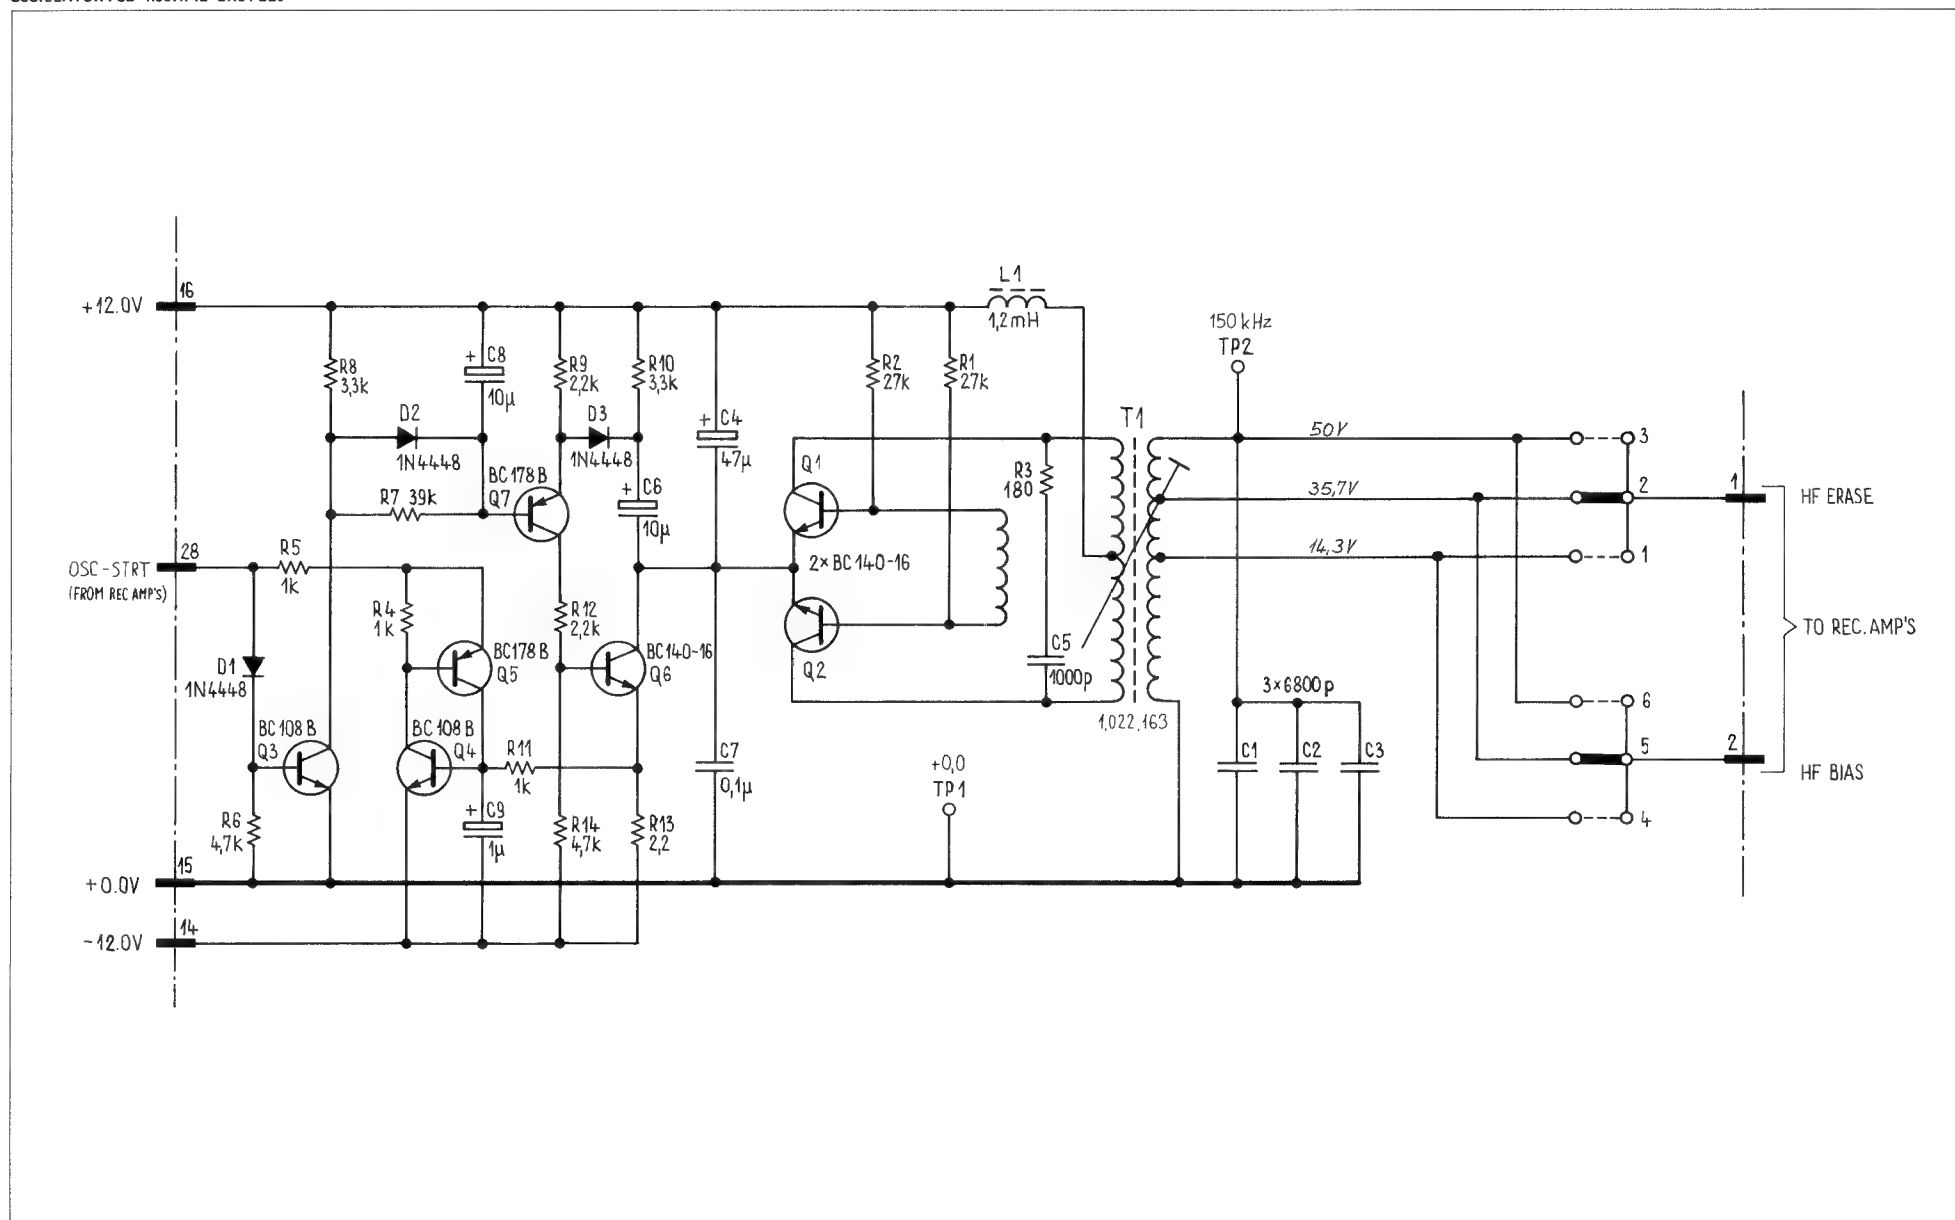 L1
1,2mH
+12.0V
16
150kHz
TP2
R8
3,3k
+ C8
10µ
R9
2,2k
R10
3,3k
R2
27k
R1
27k
D2
1N4448
D3
1N4448
+ C4
47µ
T1
50V
3
Q1
R3
180
BC178B
Q7
R7 39k
+ C6
10µ
35,7V
2
1
HF ERASE
28
OSC-STRT
(FROM REC AMP'S)
R5
1k
2×BC140-16
14,3V
1
R4
1k
R12
2,2k
TO REC.AMP'S
D1
1N4448
BC178B
Q5
BC140-16
Q6
Q2
C5
1000p
3×6800p
6
1,022,163
BC108B
Q3
BC108B
Q4
R11
1k
C7
0,1µ
+0,0
TP1
C1
C2
C3
5
2
HF BIAS
R6
4,7k
+ C9
1µ
R14
4,7k
R13
2,2
4
+0.0V
15
-12.0V
14